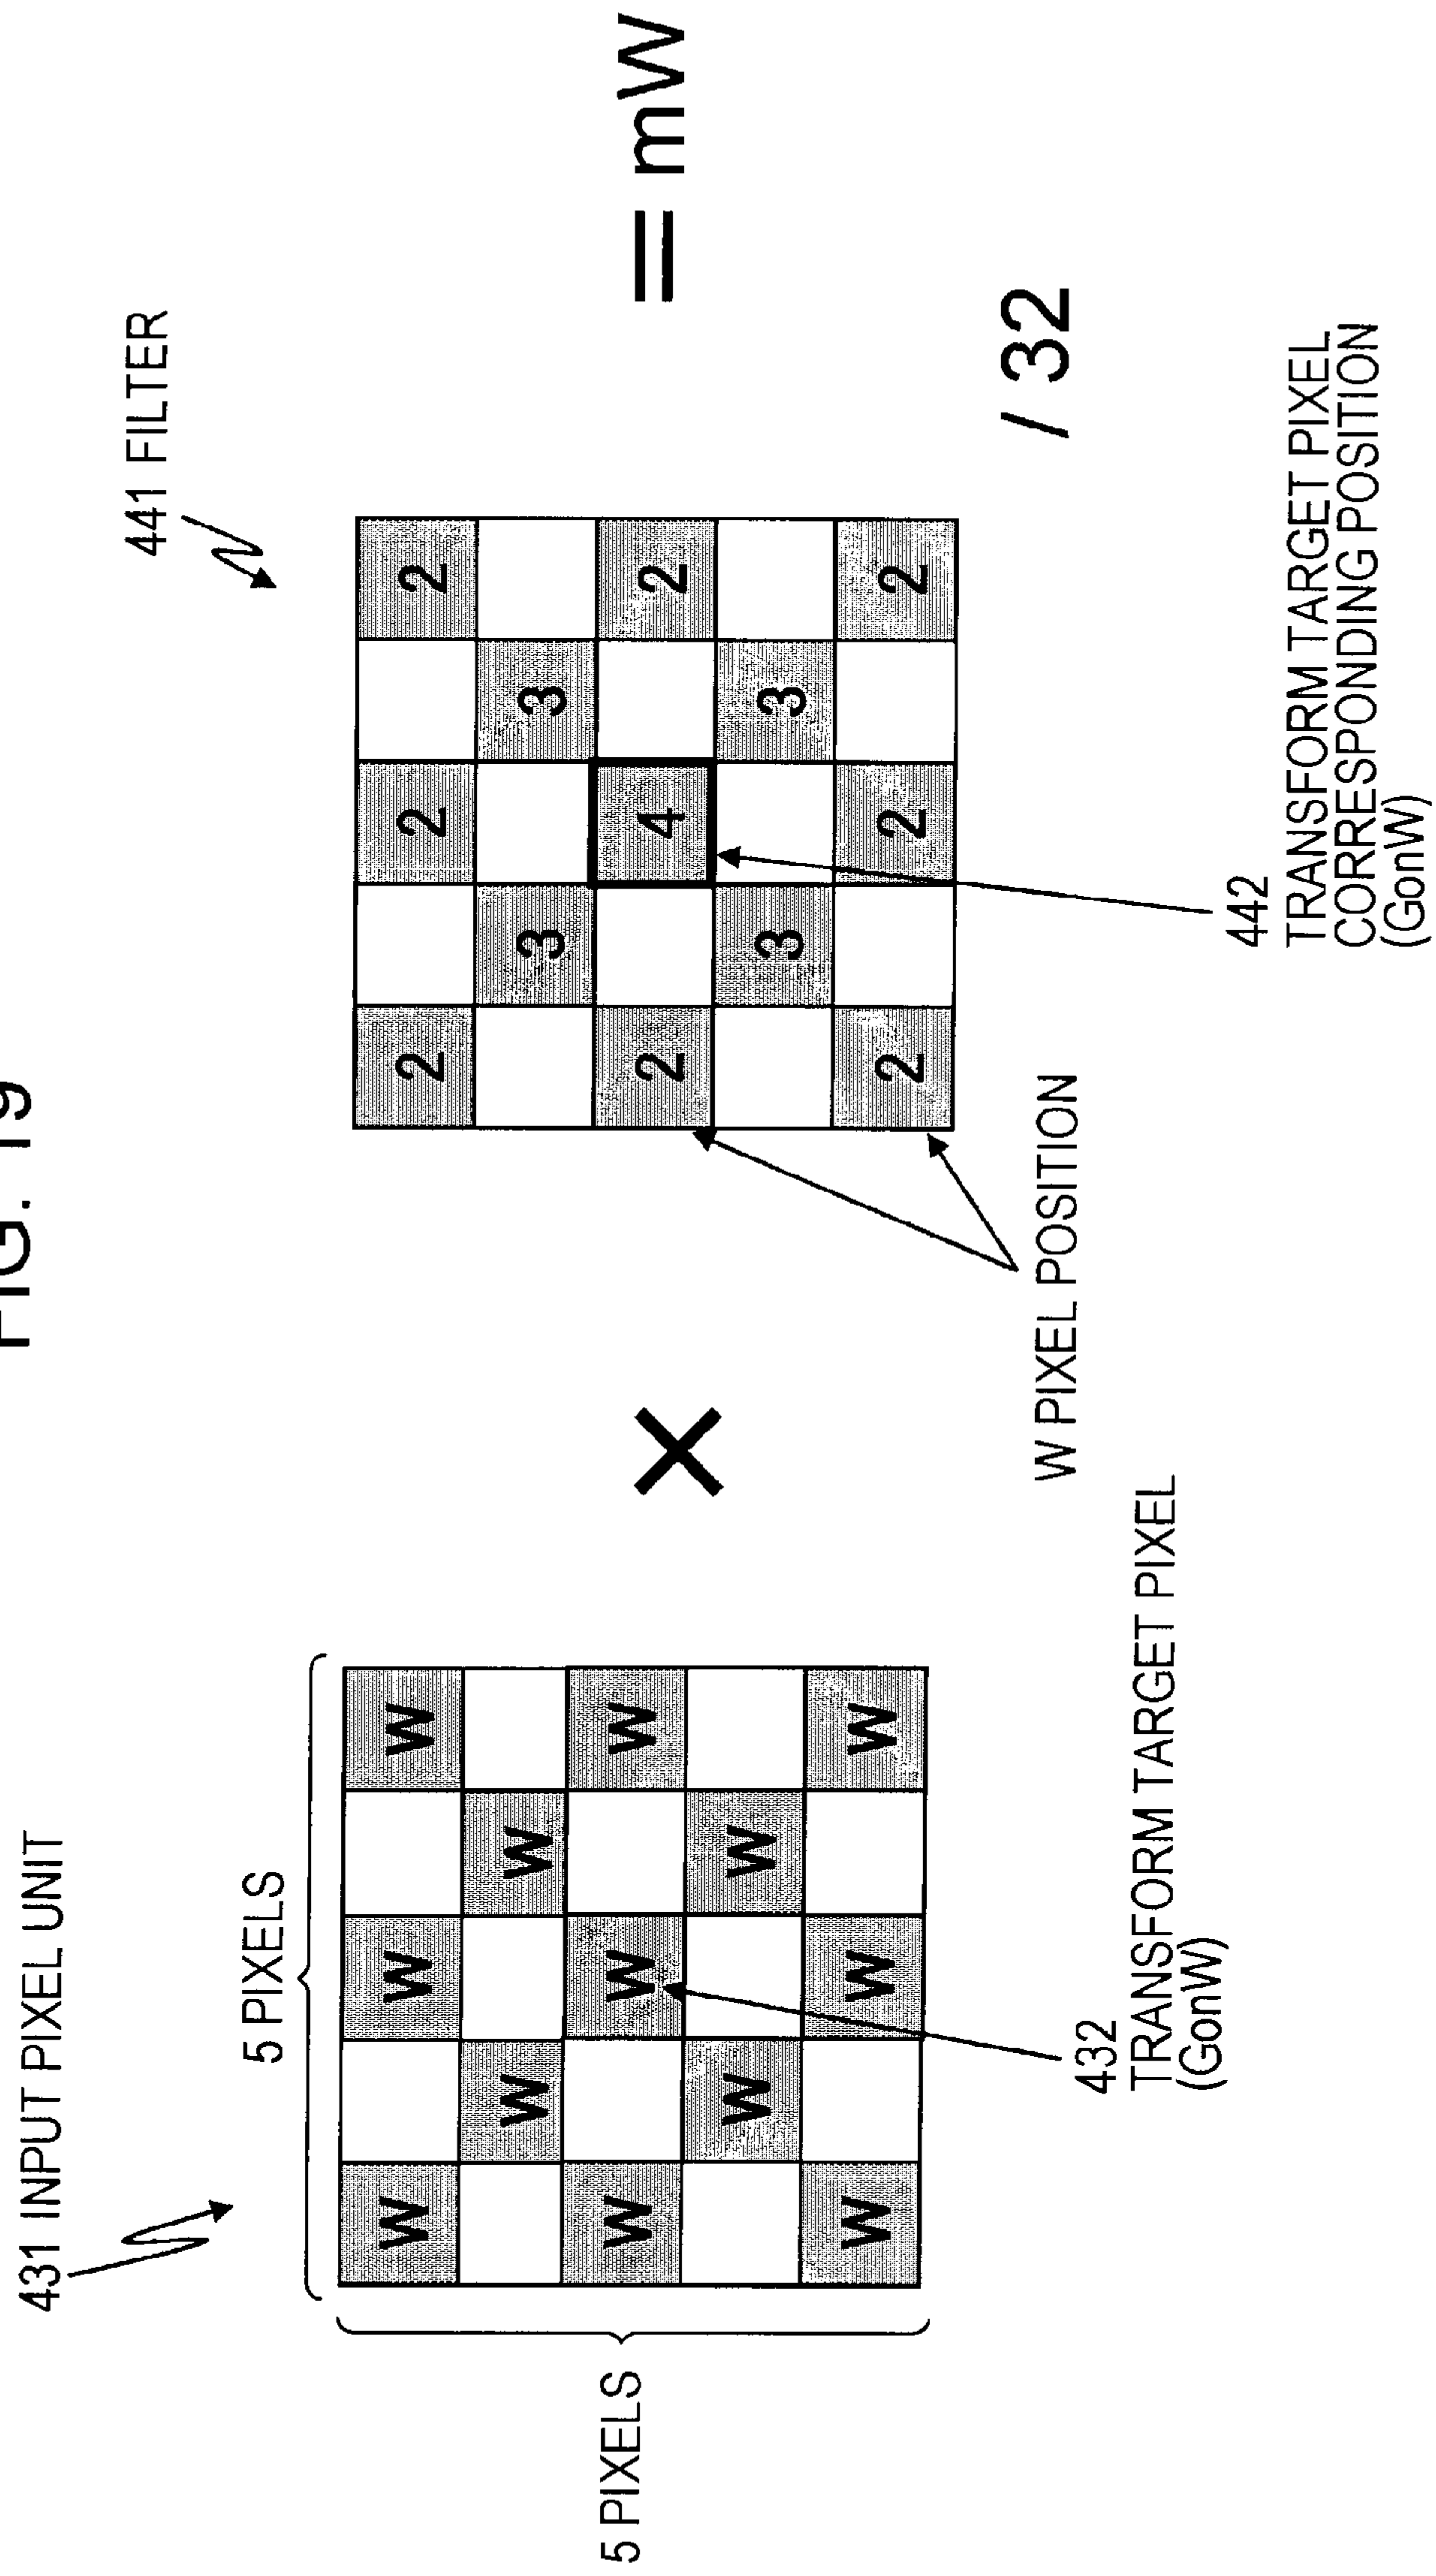 FIG. 19
431 INPUT PIXEL UNIT
5 PIXELS
5 PIXELS
W W W
W W
W W W
W W
W W W
432
TRANSFORM TARGET PIXEL
(GonW)
×
441 FILTER
2 2 2
3 3
2 4 2
3 3
2 2 2
/ 32
= mW
W PIXEL POSITION
442
TRANSFORM TARGET PIXEL
CORRESPONDING POSITION
(GonW)